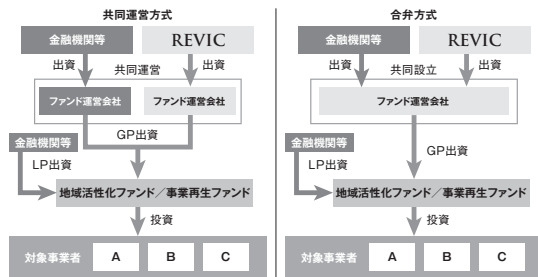 共同運営方式
金融機関等
REVIC
出資
出資
共同運営
ファンド運営会社
ファンド運営会社
GP出資
金融機関等
LP出資
地域活性化ファンド／事業再生ファンド
投資
対象事業者
A
B
C
合弁方式
金融機関等
REVIC
出資
出資
共同設立
ファンド運営会社
金融機関等
GP出資
LP出資
地域活性化ファンド／事業再生ファンド
投資
対象事業者
A
B
C